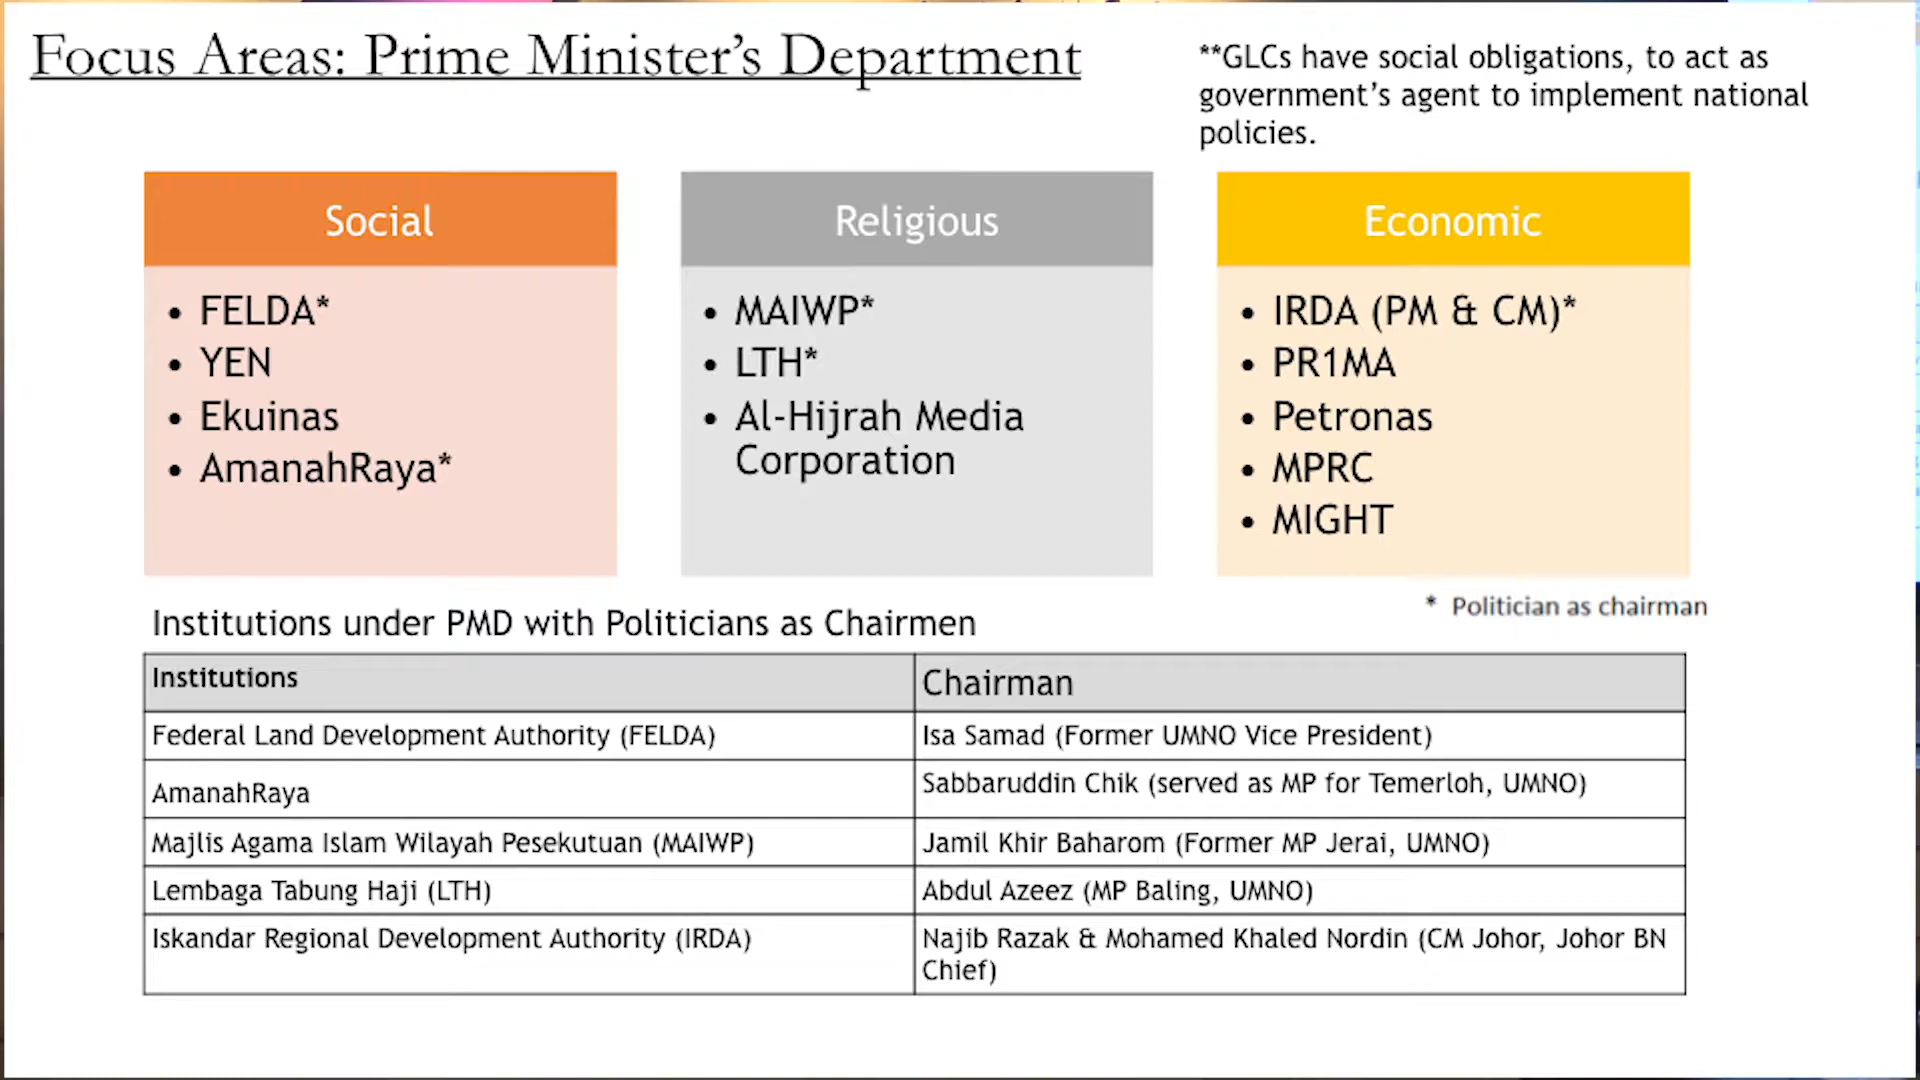 Focus Areas: Prime Minister’s Department
**GLCs have social obligations, to act as
government’s agent to implement national
policies.
Social
• FELDA*
• YEN
• Ekuinas
• AmanahRaya*
Religious
• MAIWP*
• LTH*
• Al-Hijrah Media
Corporation
Economic
• IRDA (PM & CM)*
• PR1MA
• Petronas
• MPRC
• MIGHT
* Politician as chairman
Institutions under PMD with Politicians as Chairmen
Institutions Chairman
Federal Land Development Authority (FELDA) Isa Samad (Former UMNO Vice President)
AmanahRaya Sabbaruddin Chik (served as MP for Temerloh, UMNO)
Majlis Agama Islam Wilayah Pesekutuan (MAIWP) Jamil Khir Baharom (Former MP Jerai, UMNO)
Lembaga Tabung Haji (LTH) Abdul Azeez (MP Baling, UMNO)
Iskandar Regional Development Authority (IRDA) Najib Razak & Mohamed Khaled Nordin (CM Johor, Johor BN
Chief)